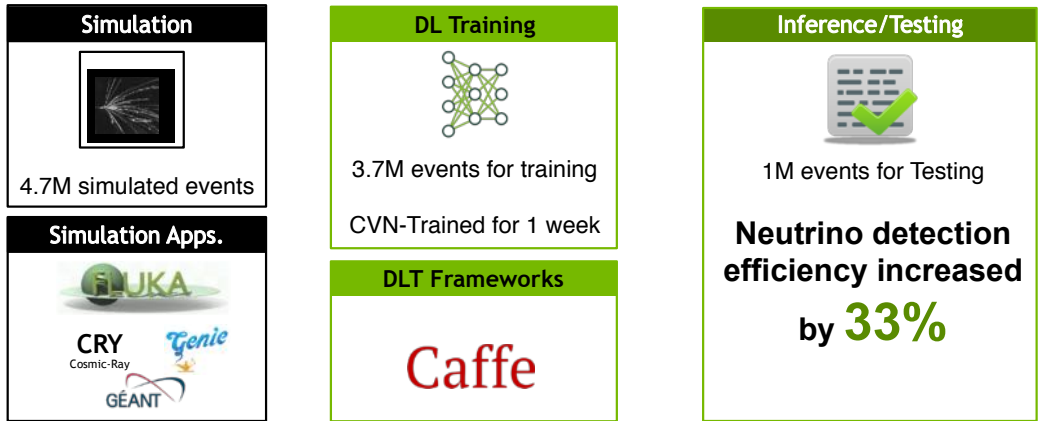 Simulation
4.7M simulated events
Simulation Apps.
FLUKA
CRY
Cosmic-Ray
Genie
GÉANT
DL Training
3.7M events for training
CVN-Trained for 1 week
DLT Frameworks
Caffe
Inference/Testing
1M events for Testing
Neutrino detection
efficiency increased
by 33%